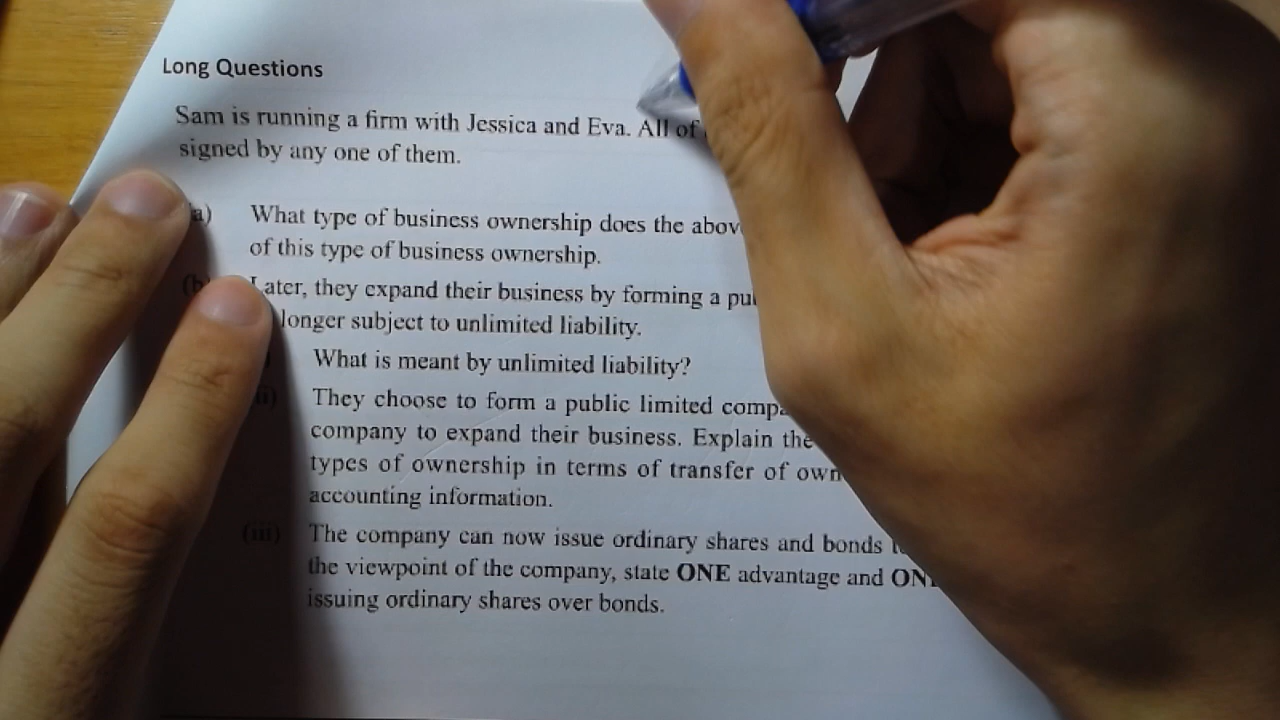 Long Questions
Sam is running a firm with Jessica and Eva. All of
signed by any one of them.
a) What type of business ownership does the
of this type of business ownership.
(b Later, they expand their business by forming a
longer subject to unlimited liability.
What is meant by unlimited liability?
They choose to form a public limited
company to expand their business. Explain the
types of ownership in terms of transfer of
accounting information.
(iii) The company can now issue ordinary shares and bonds
the viewpoint of the company, state ONE advantage and
issuing ordinary shares over bonds.